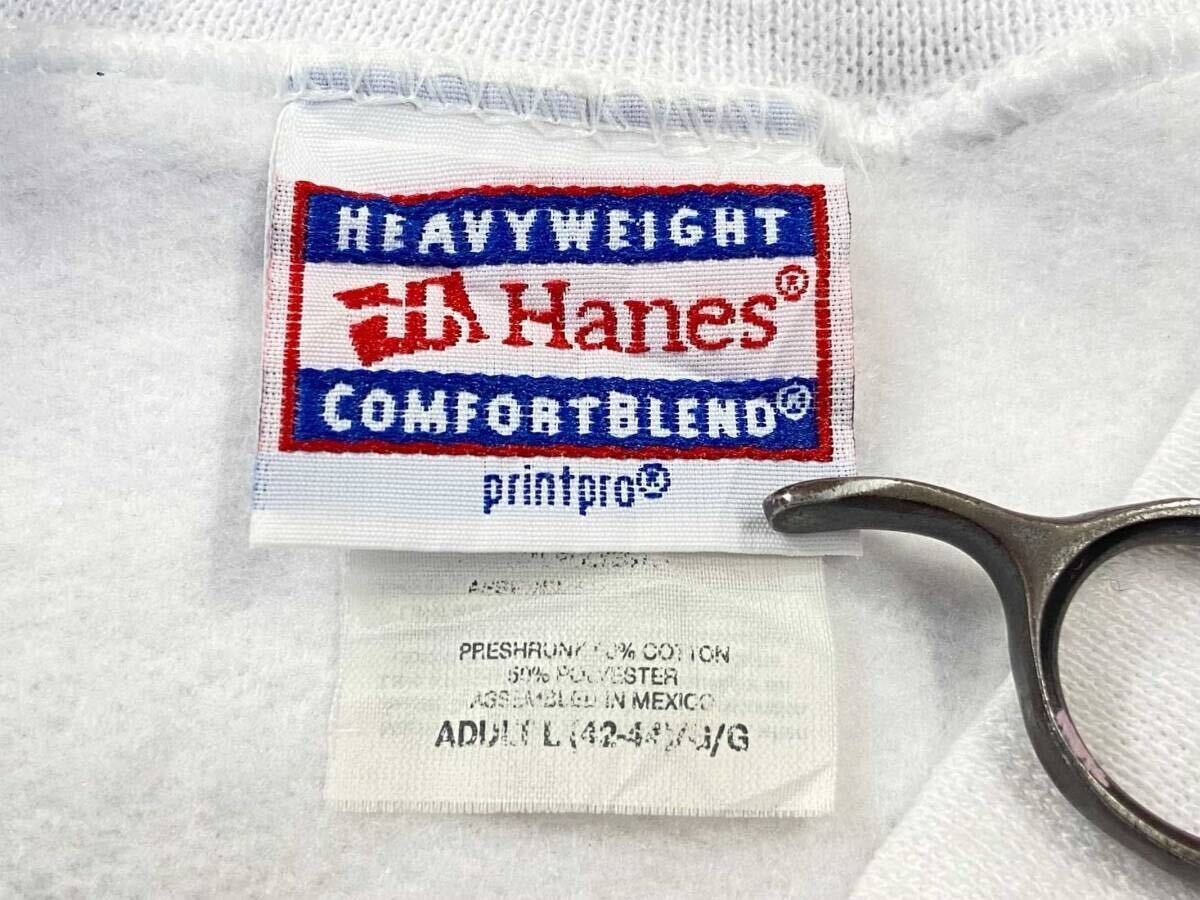 HEAVYWEIGHT
Hanes®
COMFORTBLEND®
printpro®
PRESHRUNK 50% COTTON
50% POLYESTER
ASSEMBLED IN MEXICO
ADULT L (42-44)/G/G